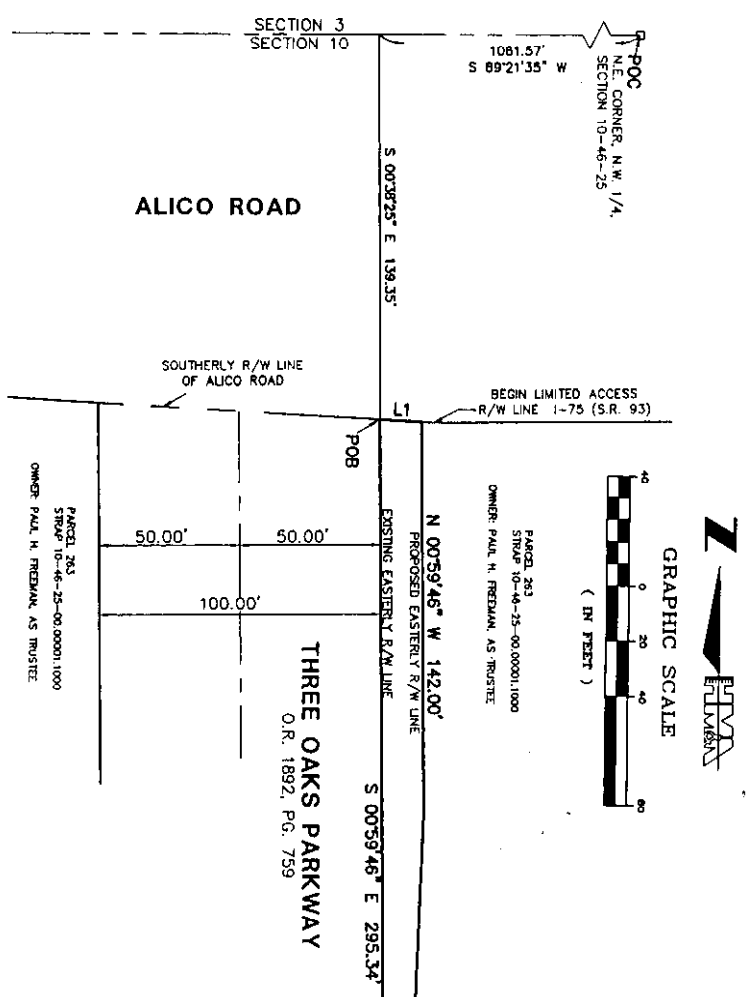 SECTION 3
SECTION 10
1081.57'
S 89°21'35" W
POC
N.E. CORNER, N.W. 1/4,
SECTION 10-46-25
ALICO ROAD
S 00°38'25" E 139.35'
SOUTHERLY R/W LINE
OF ALICO ROAD
L1
BEGIN LIMITED ACCESS
R/W LINE I-75 (S.R. 93)
POB
PARCEL 263
STRAP 10-46-25-00.00001.1000
OWNER: PAUL H. FREEMAN, AS TRUSTEE
50.00'
50.00'
100.00'
EXISTING EASTERLY R/W LINE
PROPOSED EASTERLY R/W LINE
N 00°59'46" W 142.00'
PARCEL 263
STRAP 10-46-25-00.00001.1000
OWNER: PAUL H. FREEMAN, AS TRUSTEE
THREE OAKS PARKWAY
O.R. 1892, PG. 759
S 00°59'46" E 295.34'
GRAPHIC SCALE
40 0 20 40 80
( IN FEET )
Z